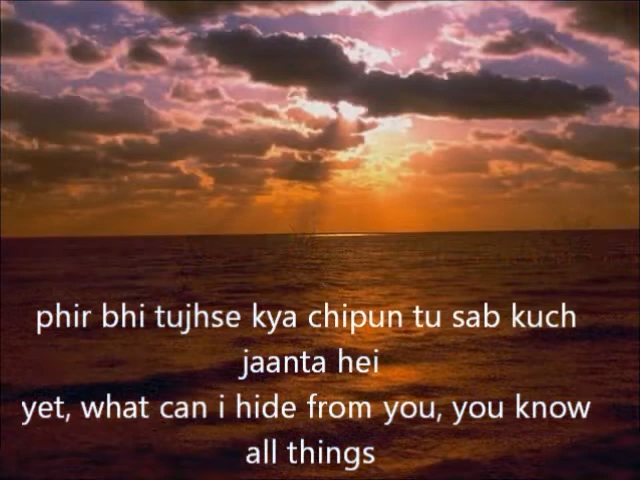 phir bhi tujhse kya chipun tu sab kuch
jaanta hei
yet, what can i hide from you, you know
all things